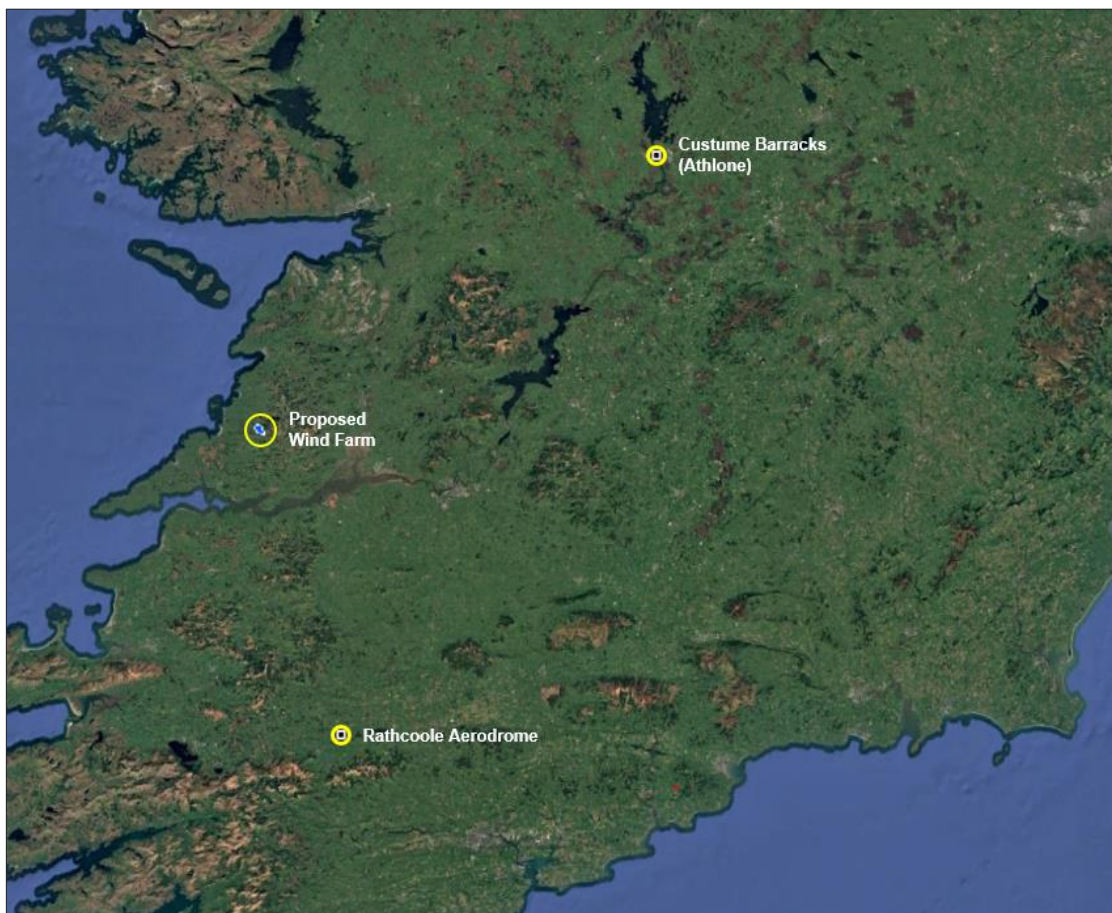 Custume Barracks
(Athlone)
Proposed
Wind Farm
Rathcoole Aerodrome